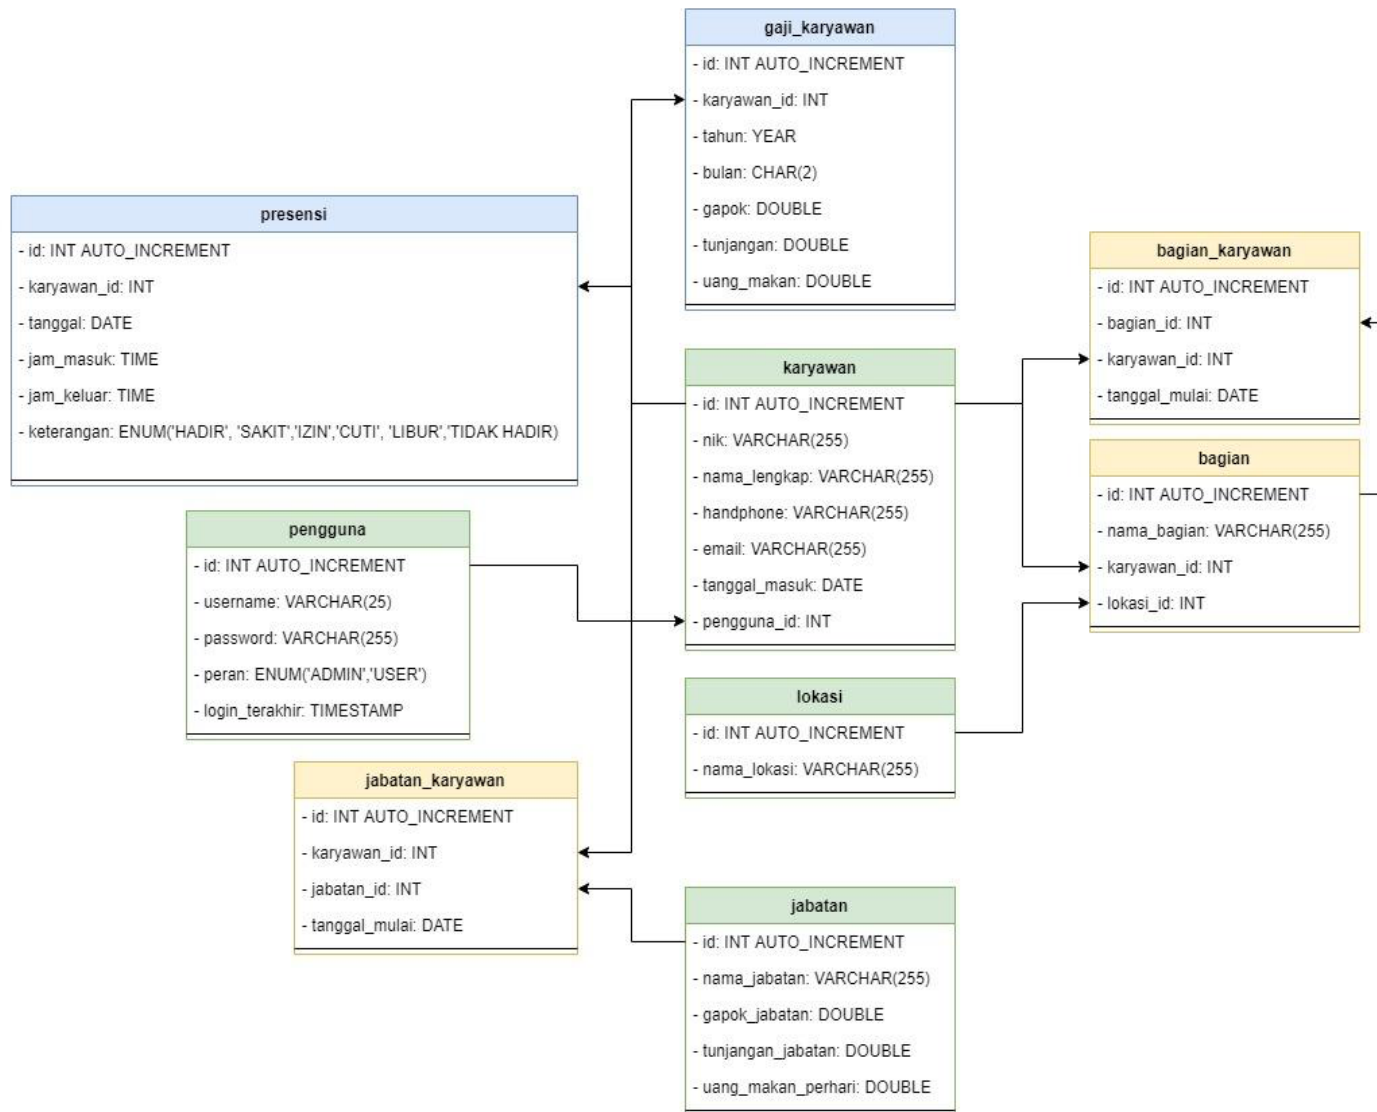 gaji_karyawan
- id: INT AUTO_INCREMENT
- karyawan_id: INT
- tahun: YEAR
- bulan: CHAR(2)
- gapok: DOUBLE
- tunjangan: DOUBLE
- uang_makan: DOUBLE
presensi
- id: INT AUTO_INCREMENT
- karyawan_id: INT
- tanggal: DATE
- jam_masuk: TIME
- jam_keluar: TIME
- keterangan: ENUM('HADIR', 'SAKIT','IZIN','CUTI', 'LIBUR','TIDAK HADIR)
bagian_karyawan
- id: INT AUTO_INCREMENT
- bagian_id: INT
- karyawan_id: INT
- tanggal_mulai: DATE
karyawan
- id: INT AUTO_INCREMENT
- nik: VARCHAR(255)
- nama_lengkap: VARCHAR(255)
- handphone: VARCHAR(255)
- email: VARCHAR(255)
- tanggal_masuk: DATE
- pengguna_id: INT
bagian
- id: INT AUTO_INCREMENT
- nama_bagian: VARCHAR(255)
- karyawan_id: INT
- lokasi_id: INT
pengguna
- id: INT AUTO_INCREMENT
- username: VARCHAR(25)
- password: VARCHAR(255)
- peran: ENUM('ADMIN','USER')
- login_terakhir: TIMESTAMP
lokasi
- id: INT AUTO_INCREMENT
- nama_lokasi: VARCHAR(255)
jabatan_karyawan
- id: INT AUTO_INCREMENT
- karyawan_id: INT
- jabatan_id: INT
- tanggal_mulai: DATE
jabatan
- id: INT AUTO_INCREMENT
- nama_jabatan: VARCHAR(255)
- gapok_jabatan: DOUBLE
- tunjangan_jabatan: DOUBLE
- uang_makan_perhari: DOUBLE